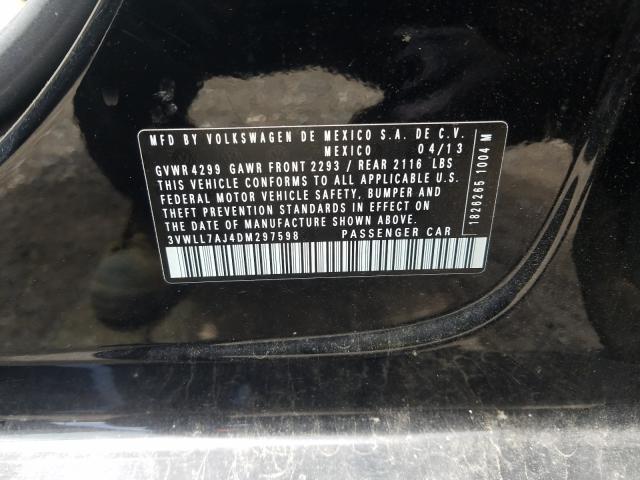 MFD BY VOLKSWAGEN DE MEXICO S.A. DE C.V.
MEXICO 04/13
GVWR 4299 GAWR FRONT 2293 / REAR 2116 LBS
THIS VEHICLE CONFORMS TO ALL APPLICABLE U.S.
FEDERAL MOTOR VEHICLE SAFETY, BUMPER AND
THEFT PREVENTION STANDARDS IN EFFECT ON
THE DATE OF MANUFACTURE SHOWN ABOVE.
3VWLL7AJ4DM297598 PASSENGER CAR
1828265 1004 M